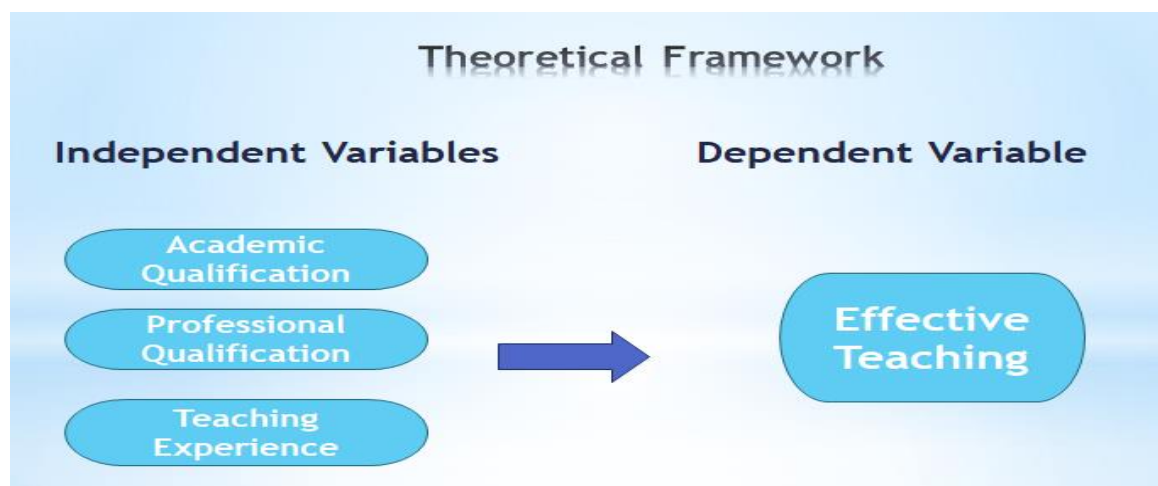 Theoretical Framework
Independent Variables
Dependent Variable
Academic
Qualification
Professional
Qualification
Teaching
Experience
Effective
Teaching